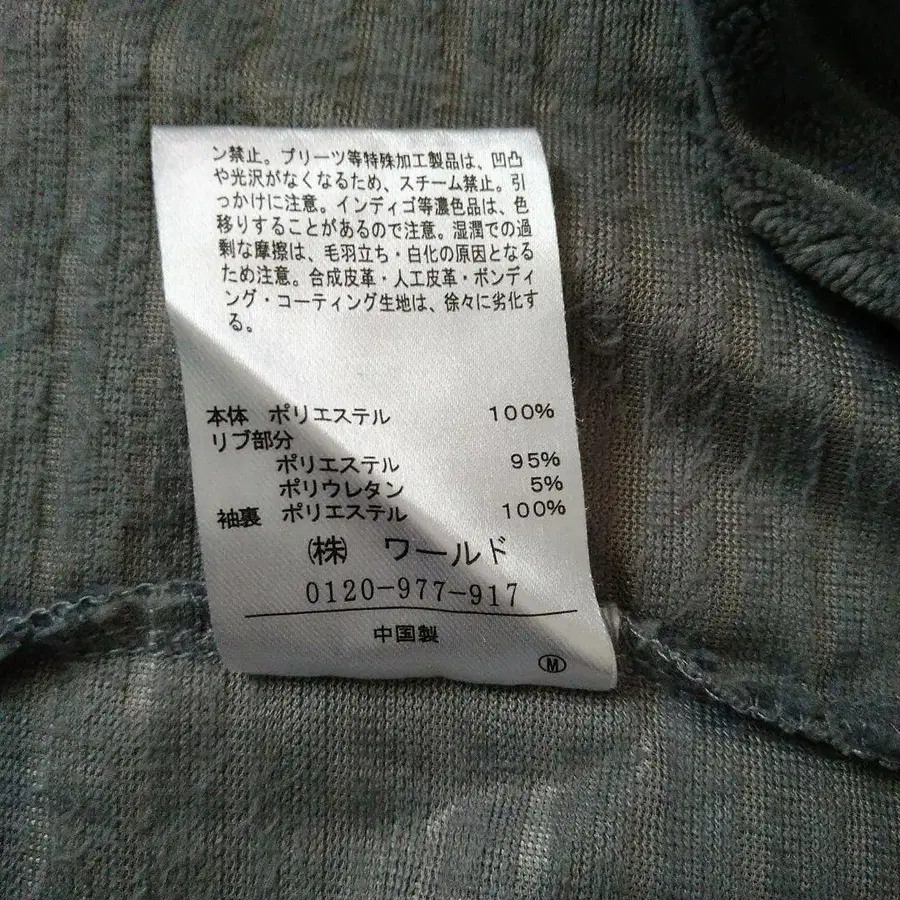 ン禁止。プリーツ等特殊加工製品は、凹凸
や光沢がなくなるため、スチーム禁止。引
っかけに注意。インディゴ等濃色品は、色
移りすることがあるので注意。湿潤での過
剰な摩擦は、毛羽立ち・白化の原因となる
ため注意。合成皮革・人工皮革・ボンディ
ング・コーティング生地は、徐々に劣化す
る。
本体 ポリエステル 100%
リブ部分
ポリエステル 95%
ポリウレタン 5%
袖裏 ポリエステル 100%
㈱ ワールド
0120-977-917
中国製
Ⓜ